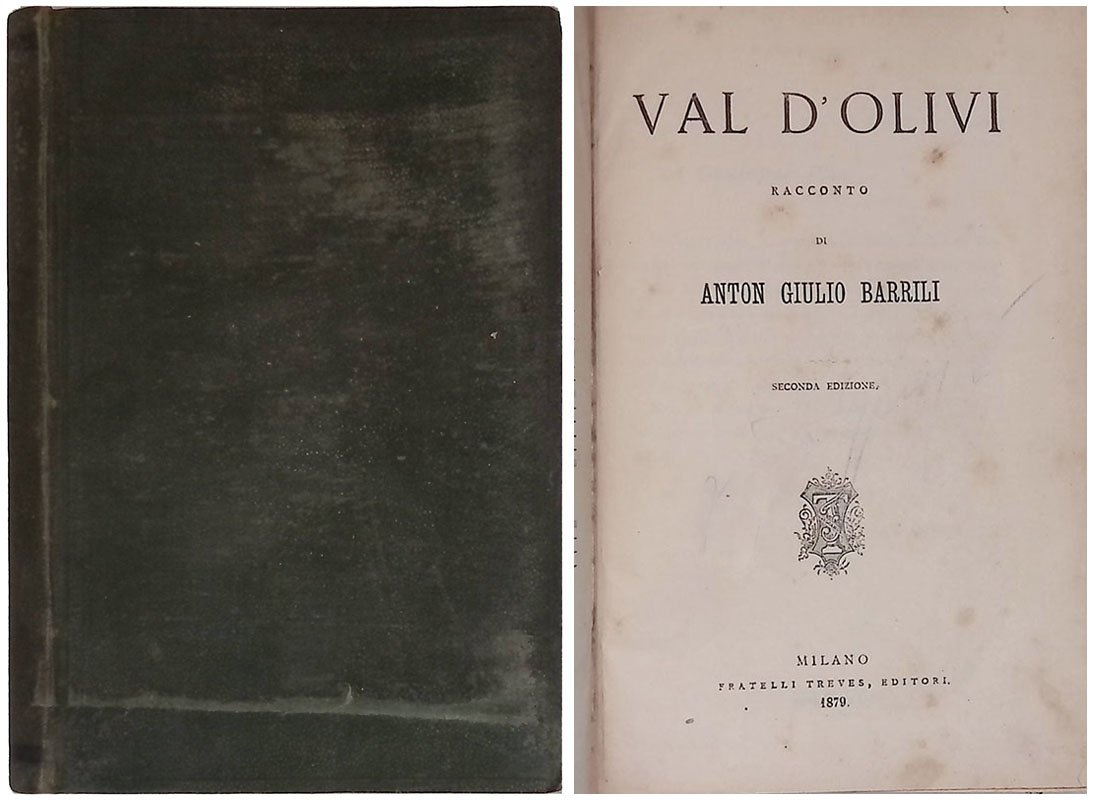 VAL D'OLIVI
RACCONTO
DI
ANTON GIULIO BARRILI
SECONDA EDIZIONE.
MILANO
FRATELLI TREVES, EDITORI.
1879.